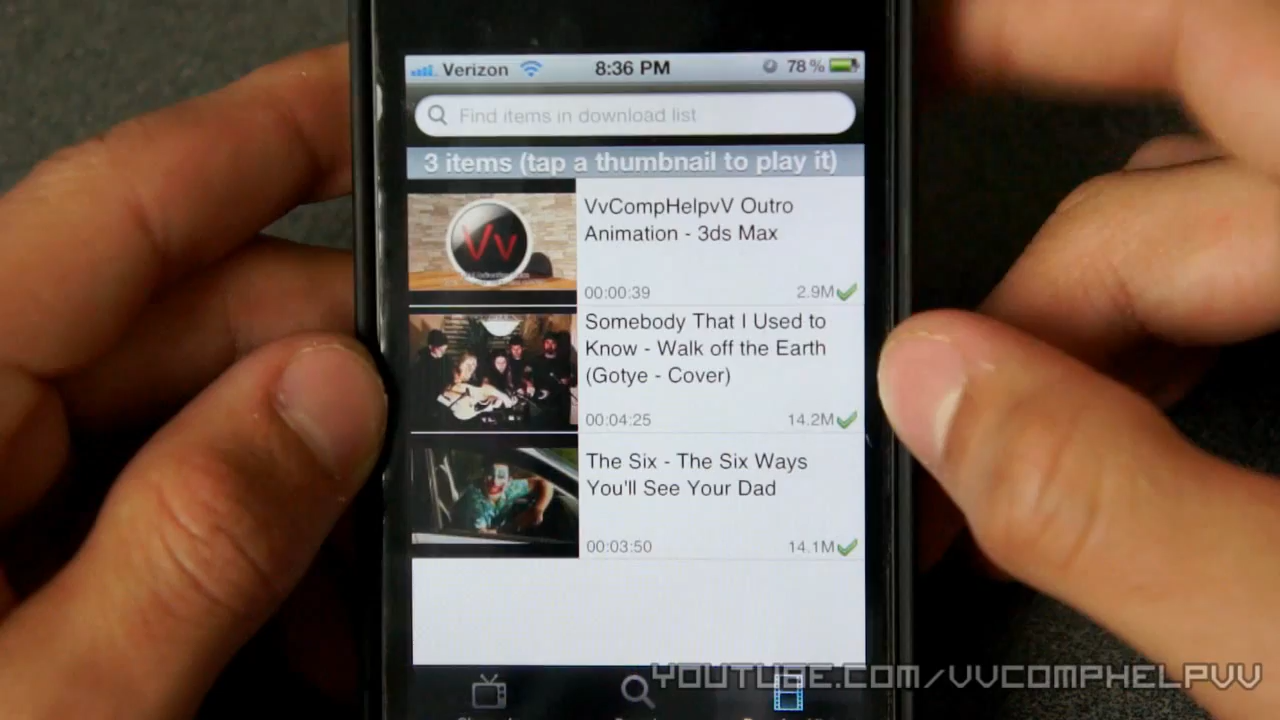 Verizon 8:36 PM 78 %
Find items in download list
3 items (tap a thumbnail to play it)
Vv
VvCompHelpvV Outro
Animation - 3ds Max
00:00:39 2.9M
Somebody That I Used to
Know - Walk off the Earth
(Gotye - Cover)
00:04:25 14.2M
The Six - The Six Ways
You'll See Your Dad
00:03:50 14.1M
YOUTUBE.COM/VVCOMPHELPVV